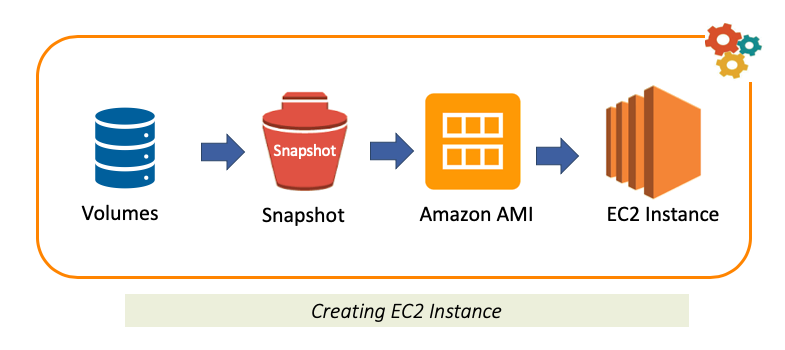 Snapshot
Volumes
Snapshot
Amazon AMI
EC2 Instance
Creating EC2 Instance